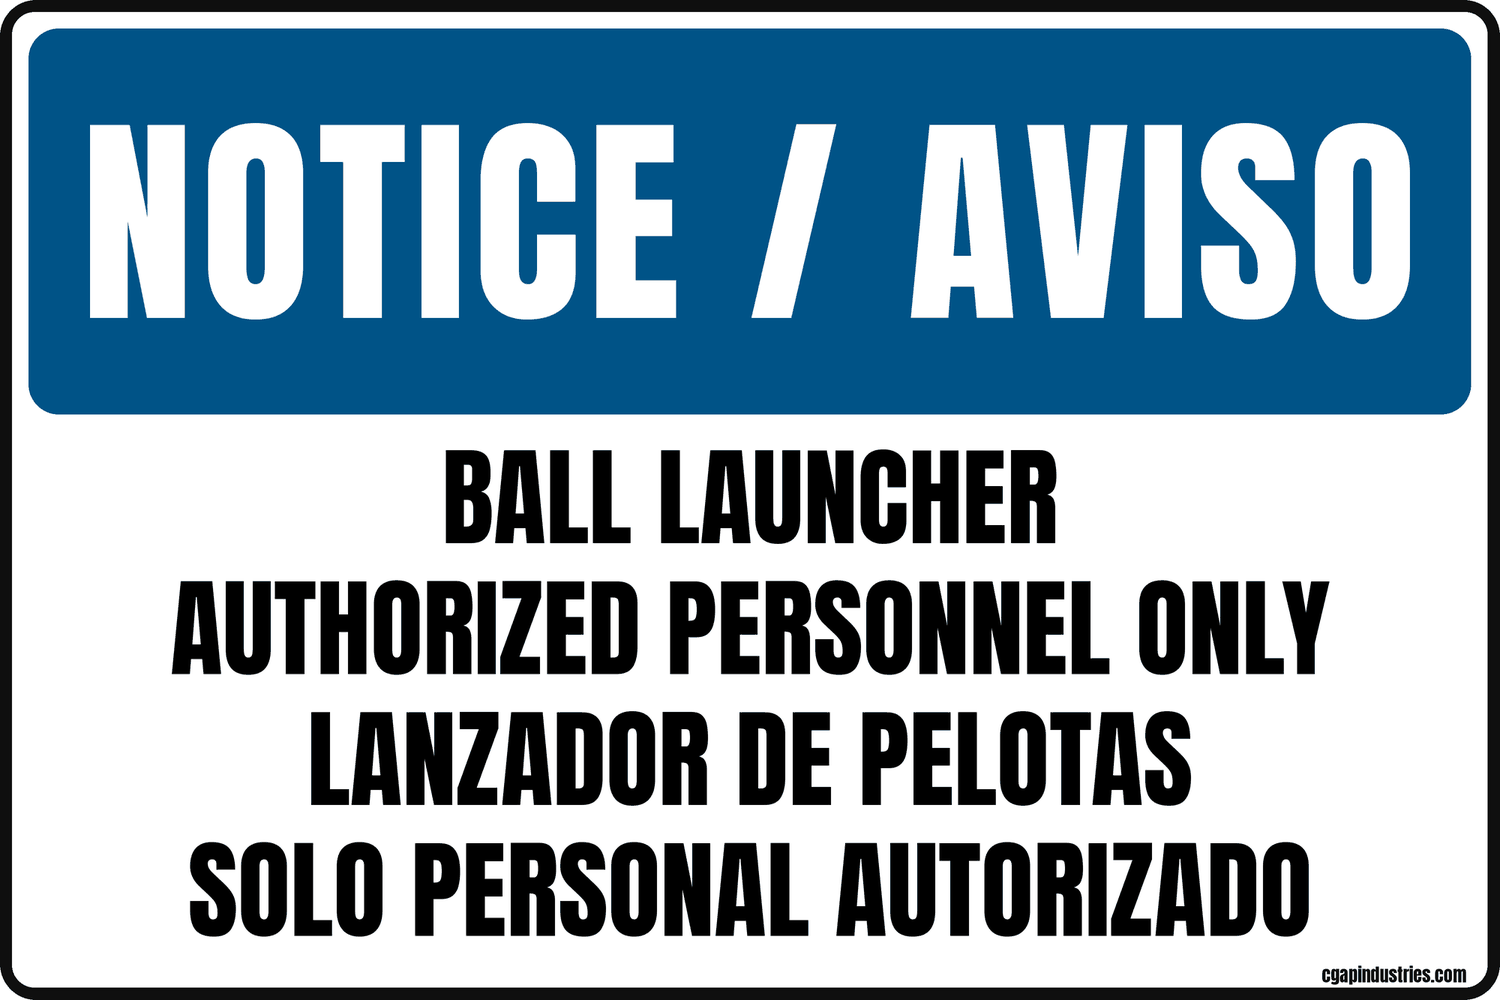 NOTICE / AVISO
BALL LAUNCHER
AUTHORIZED PERSONNEL ONLY
LANZADOR DE PELOTAS
SOLO PERSONAL AUTORIZADO
cgapindustries.com